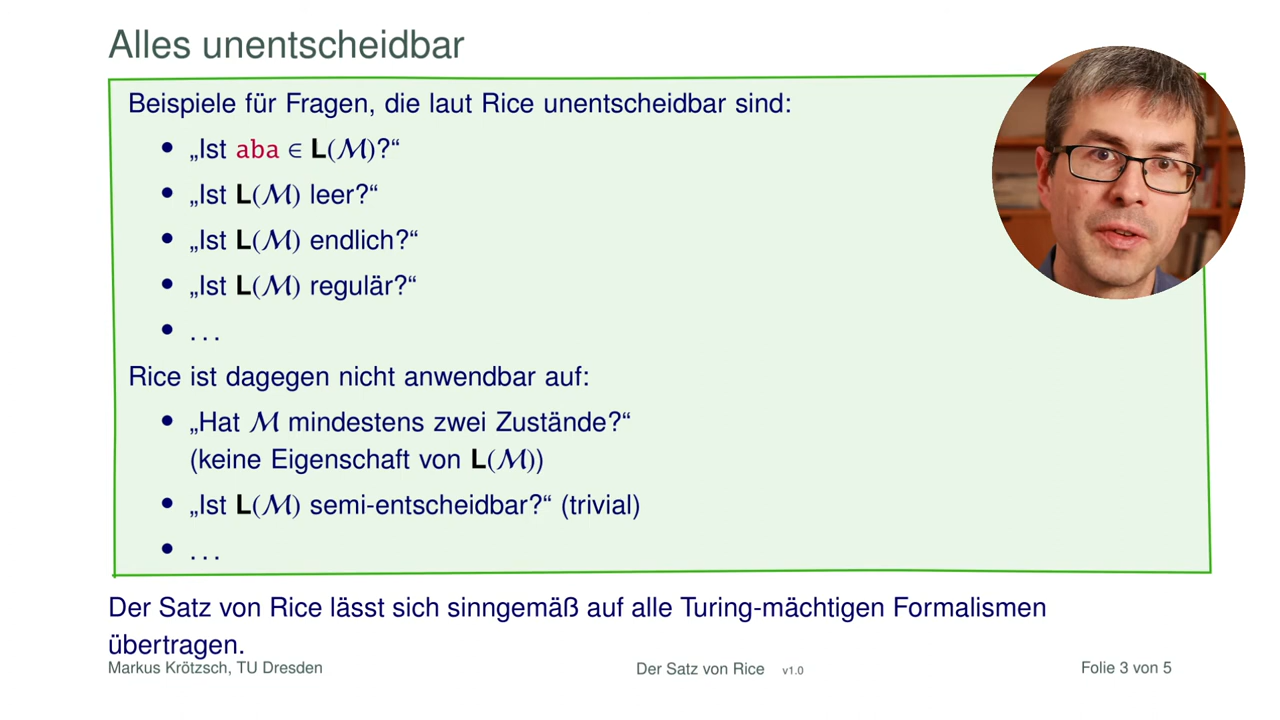 Alles unentscheidbar
Beispiele für Fragen, die laut Rice unentscheidbar sind:
• „Ist aba ∈ L(ℳ)?“
• „Ist L(ℳ) leer?“
• „Ist L(ℳ) endlich?“
• „Ist L(ℳ) regulär?“
• . . .
Rice ist dagegen nicht anwendbar auf:
• „Hat ℳ mindestens zwei Zustände?“
(keine Eigenschaft von L(ℳ))
• „Ist L(ℳ) semi-entscheidbar?“ (trivial)
• . . .
Der Satz von Rice lässt sich sinngemäß auf alle Turing-mächtigen Formalismen
übertragen.
Markus Krötzsch, TU Dresden Der Satz von Rice v1.0 Folie 3 von 5